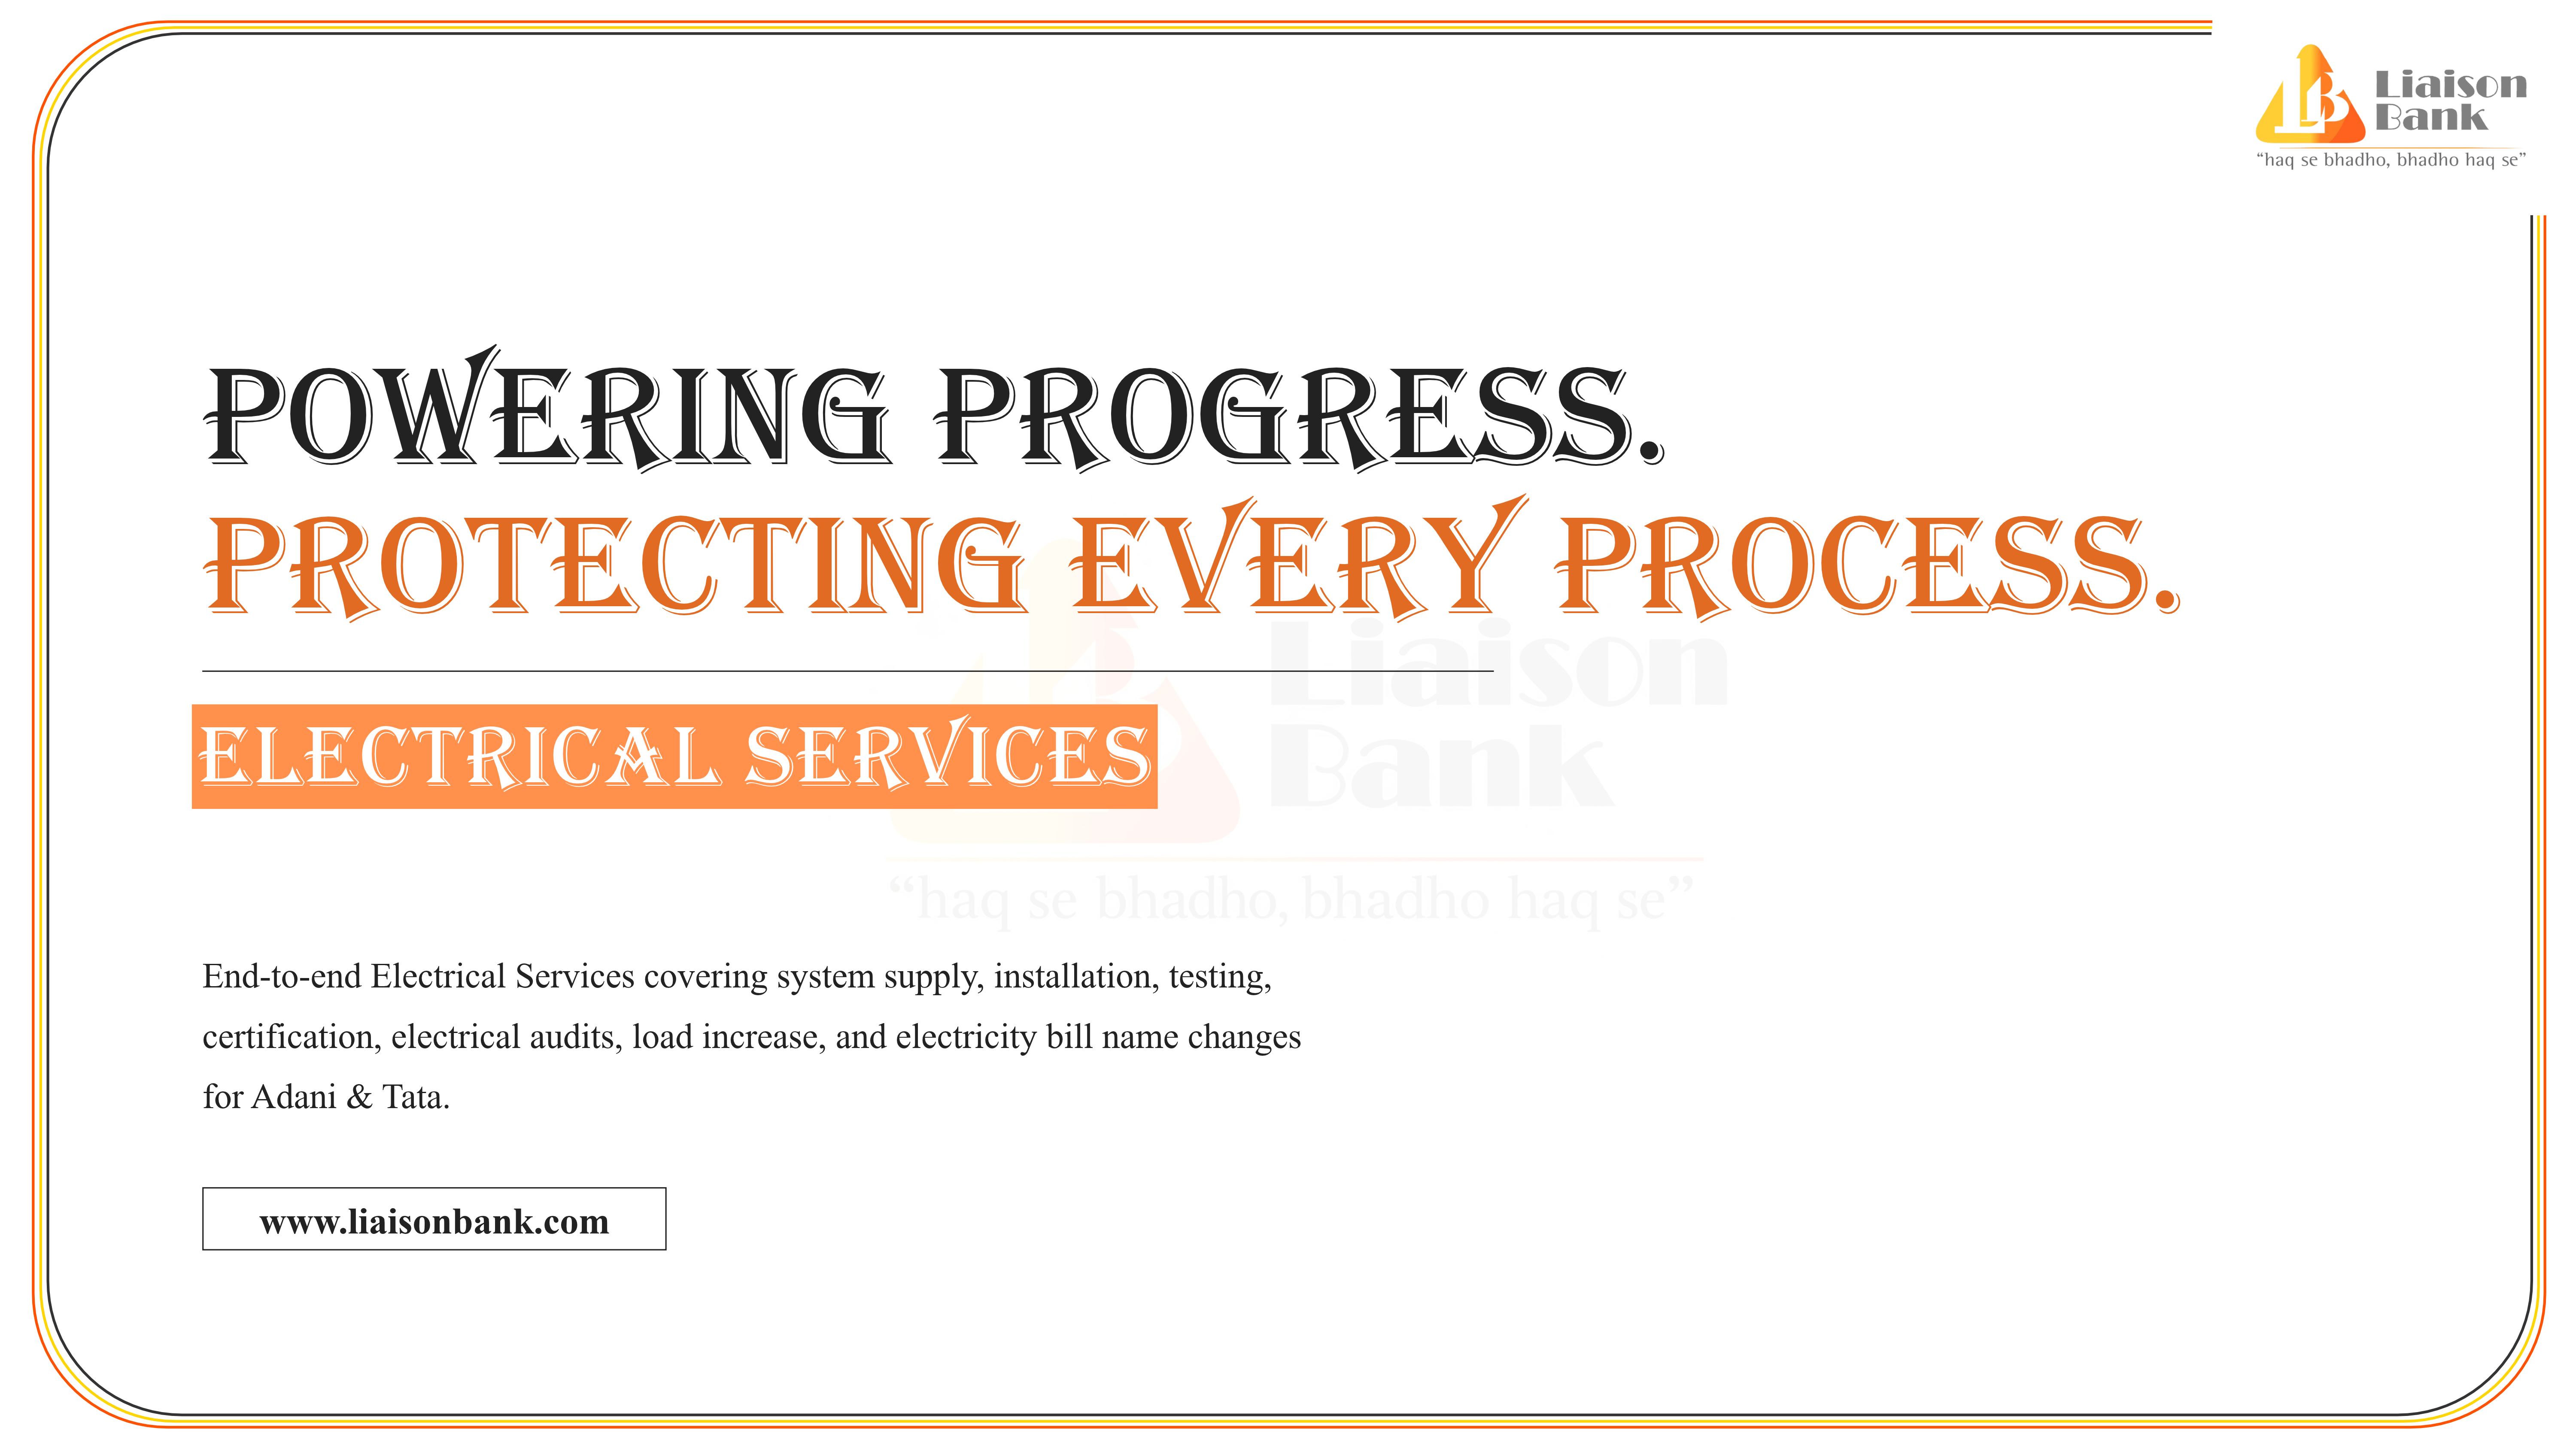 Liaison
Bank
“haq se bhadho, bhadho haq se”
POWERING PROGRESS.
PROTECTING EVERY PROCESS.
ELECTRICAL SERVICES
Liaison
Bank
“haq se bhadho, bhadho haq se”
End-to-end Electrical Services covering system supply, installation, testing,
certification, electrical audits, load increase, and electricity bill name changes
for Adani & Tata.
www.liaisonbank.com